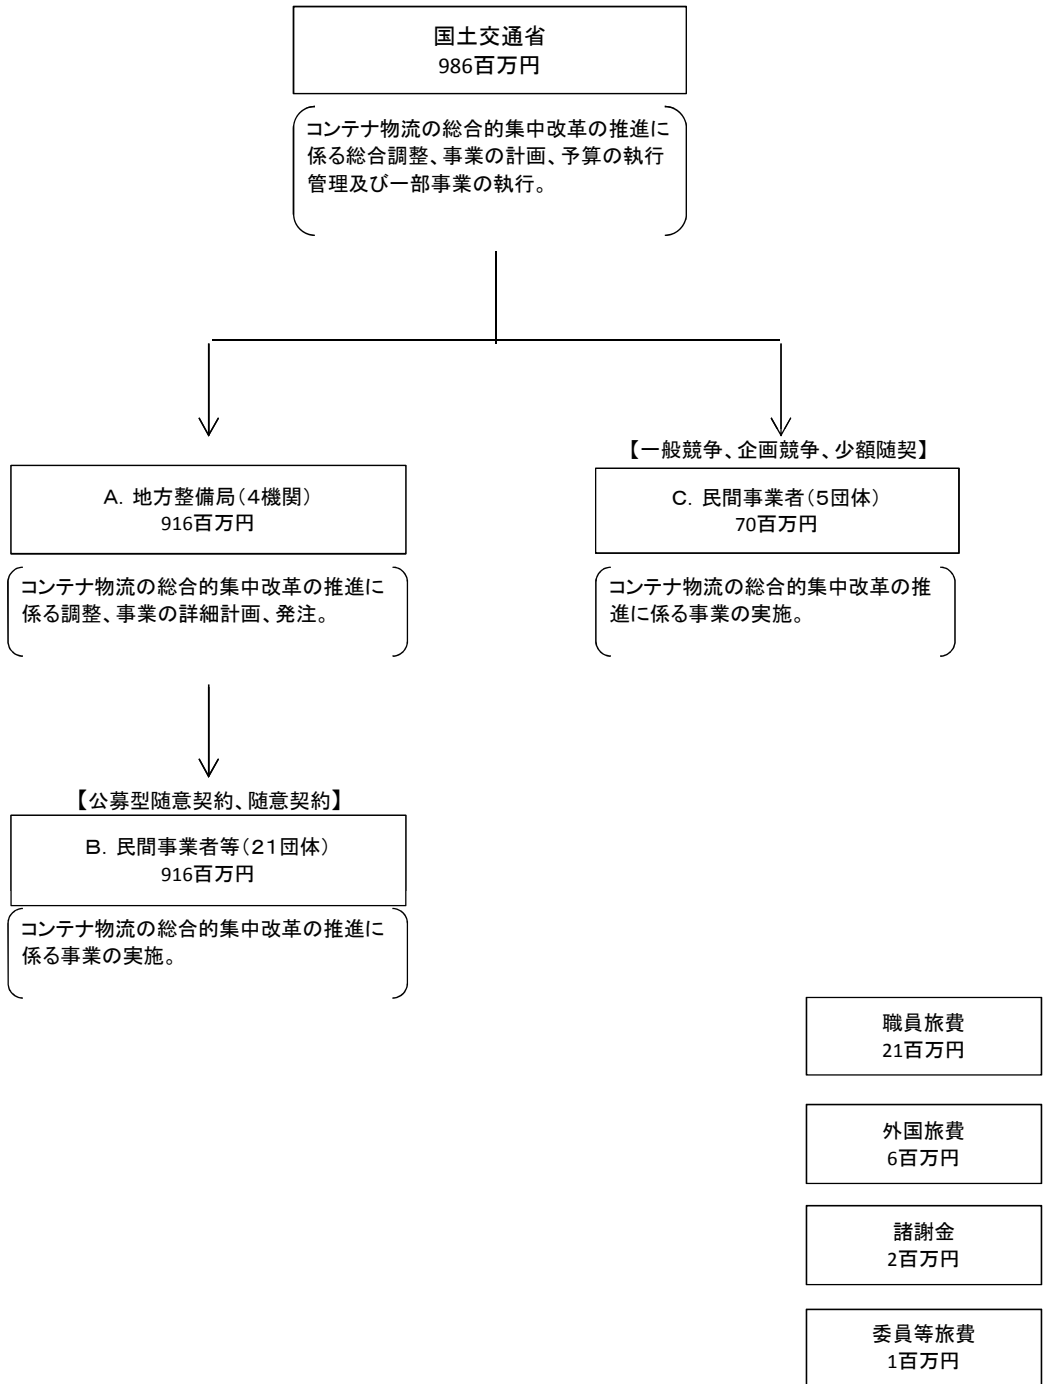 国土交通省
986百万円
コンテナ物流の総合的集中改革の推進に
係る総合調整、事業の計画、予算の執行
管理及び一部事業の執行。
【一般競争、企画競争、少額随契】
A. 地方整備局(4機関)
916百万円
C. 民間事業者(5団体)
70百万円
コンテナ物流の総合的集中改革の推進に
係る調整、事業の詳細計画、発注。
コンテナ物流の総合的集中改革の推
進に係る事業の実施。
【公募型随意契約、随意契約】
B. 民間事業者等(21団体)
916百万円
コンテナ物流の総合的集中改革の推進に
係る事業の実施。
職員旅費
21百万円
外国旅費
6百万円
諸謝金
2百万円
委員等旅費
1百万円